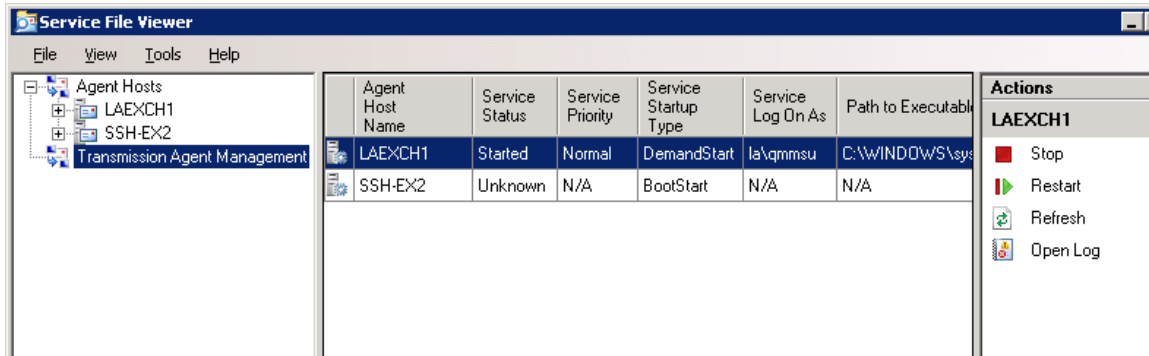 Service File Viewer
File View Tools Help
Agent Hosts
LAEXCH1
SSH-EX2
Transmission Agent Management
Agent Host Name Service Status Service Priority Service Startup Type Service Log On As Path to Executabl
LAEXCH1 Started Normal DemandStart la\qmmsu C:\WINDOWS\sys
SSH-EX2 Unknown N/A BootStart N/A N/A
Actions
LAEXCH1
Stop
Restart
Refresh
Open Log